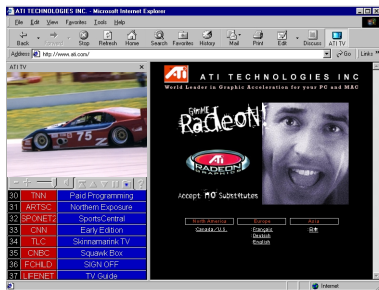 ATI TECHNOLOGIES INC. - Microsoft Internet Explorer
File Edit View Favorites Tools Help
Back Stop Refresh Home Search Favorites History Mail Print Edit Discuss ATI TV
Address http://www.ati.com/ Go Links
ATI TV
75
30 TNN Paid Programming
31 ARTSC Northern Exposure
32 SPONET2 SportsCentral
33 CNN Early Edition
34 TLC Skinnamarink TV
35 CNBC Squawk Box
36 FCHILD SIGN OFF
37 LIFENET TV Guide
ATI TECHNOLOGIES INC
World Leader in Graphic Acceleration for your PC and MAC
GIMME
RADEON!
ATI
RADEON
GRAPHICS
Accept NO Substitutes
North America Europe Asia
Canada/U.S. Français 日本
Deutsch
English
Internet